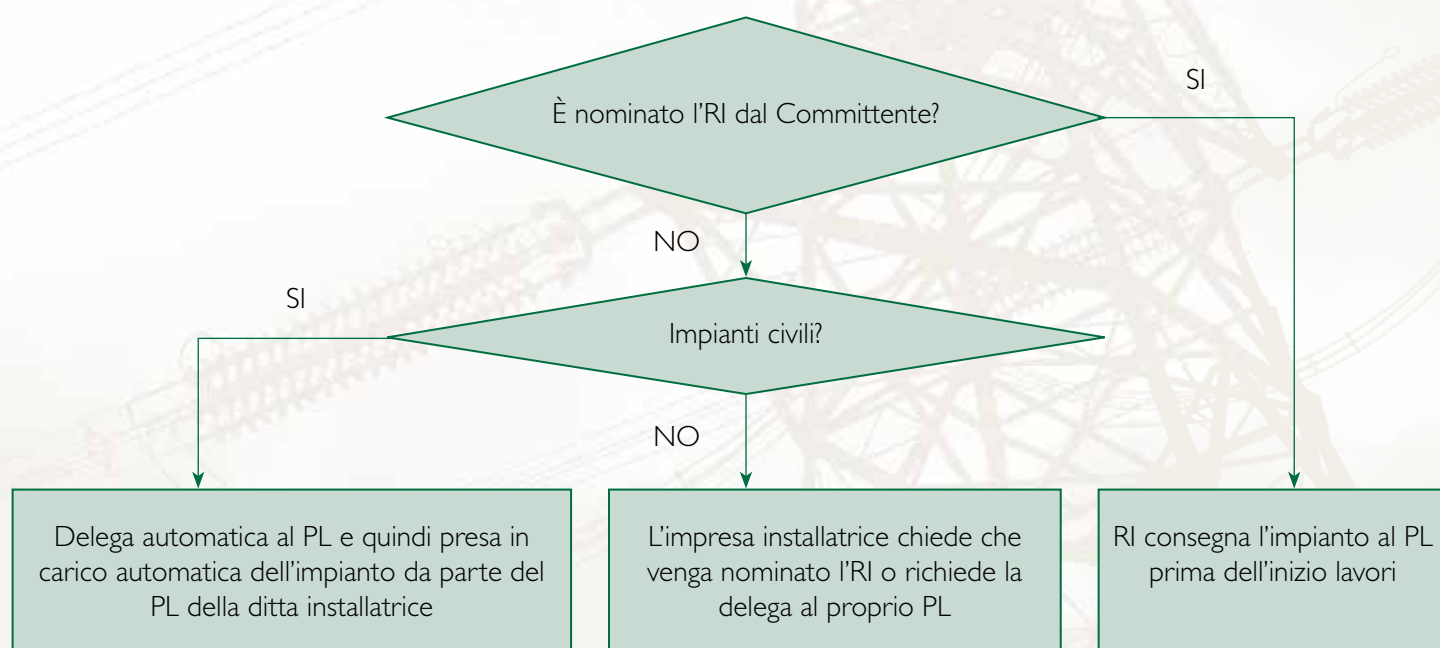 È nominato l'RI dal Committente?
SI
NO
SI
Impianti civili?
NO
Delega automatica al PL e quindi presa in
carico automatica dell'impianto da parte del
PL della ditta installatrice
L'impresa installatrice chiede che
venga nominato l'RI o richiede la
delega al proprio PL
RI consegna l'impianto al PL
prima dell'inizio lavori